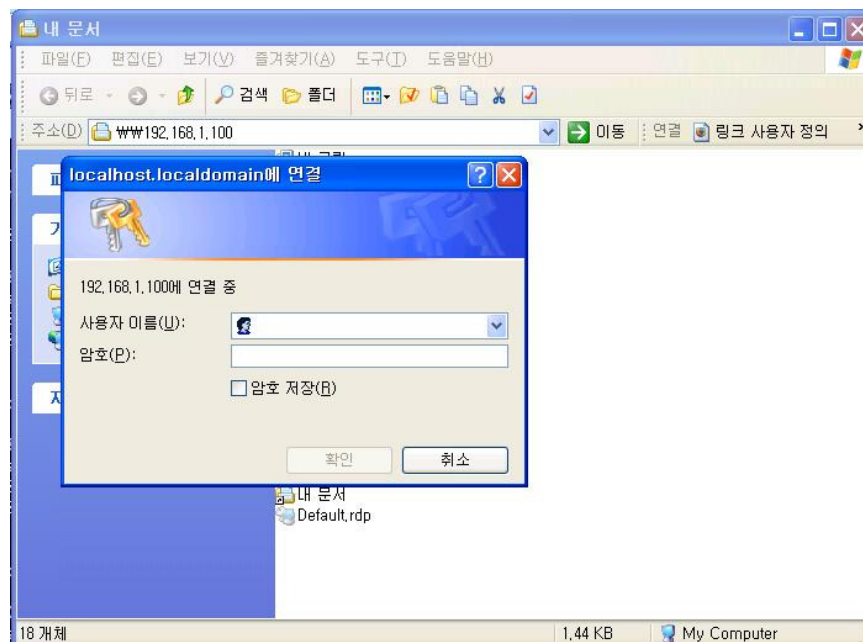 내 문서
파일(F) 편집(E) 보기(V) 즐겨찾기(A) 도구(T) 도움말(H)
뒤로 검색 폴더
주소(D) ₩₩192.168.1.100 이동 연결 링크 사용자 정의 »
localhost.localdomain에 연결
192.168.1.100에 연결 중
사용자 이름(U):
암호(P):
암호 저장(R)
확인 취소
내 문서
Default.rdp
18 개체 1.44 KB My Computer